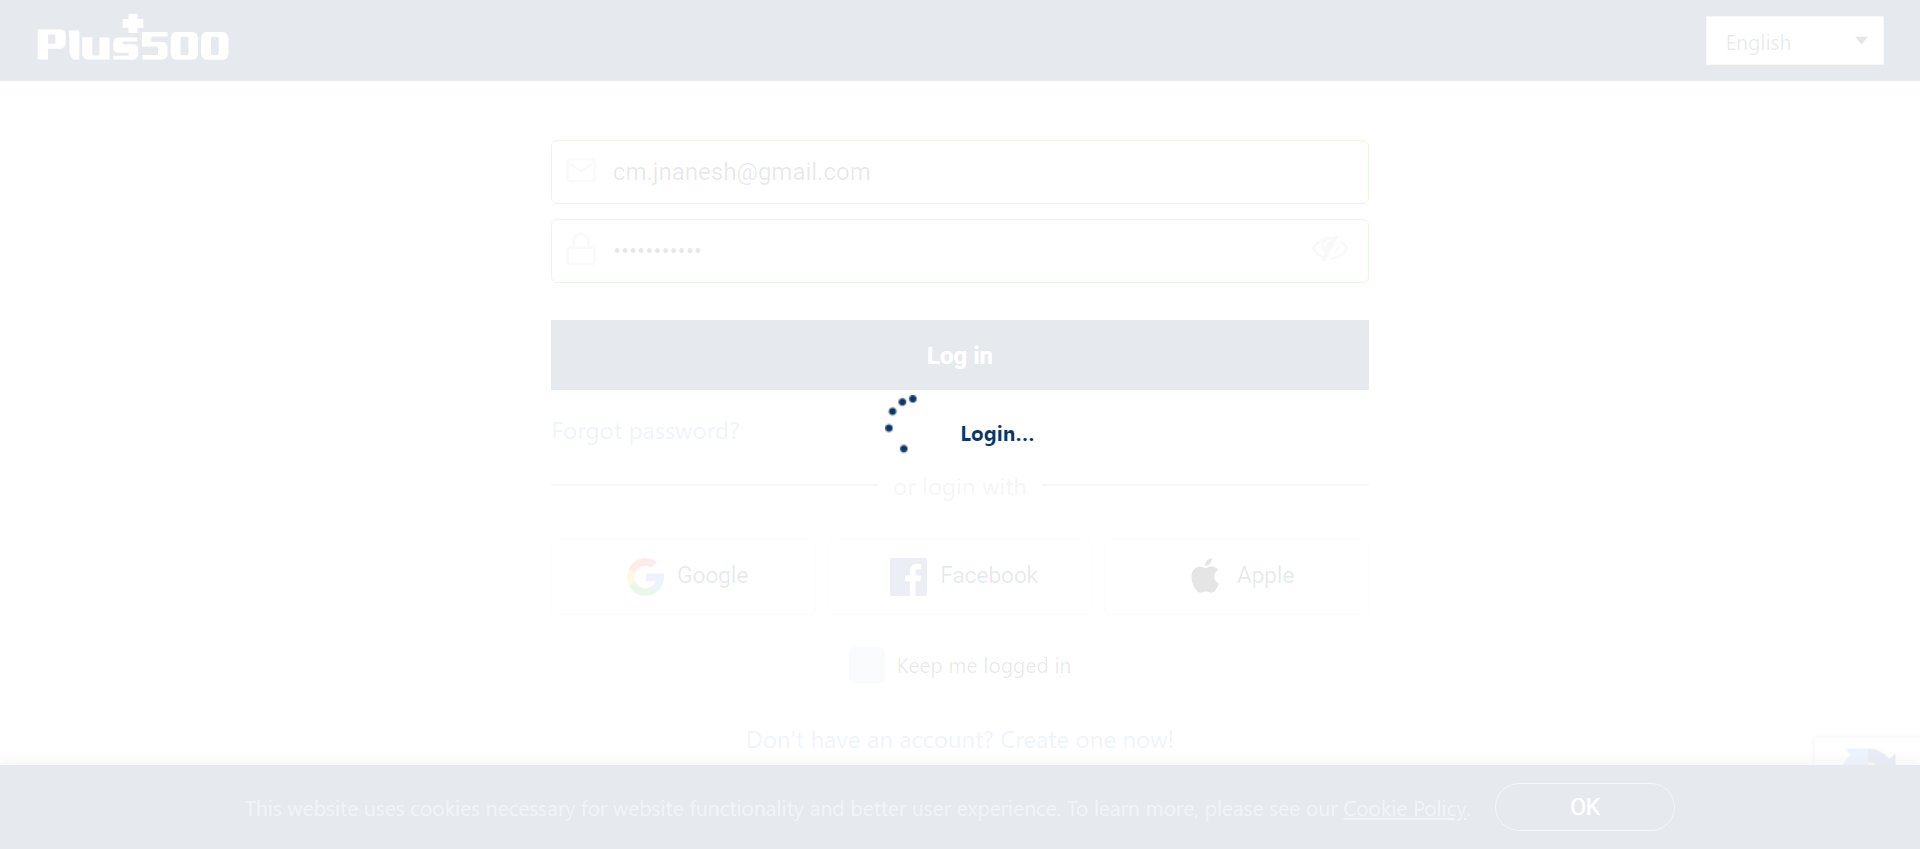 Plus500
English
cm.jnanesh@gmail.com
•••••••••••
Log in
Forgot password?
Login...
or login with
Google
Facebook
Apple
Keep me logged in
Don't have an account? Create one now!
This website uses cookies necessary for website functionality and better user experience. To learn more, please see our Cookie Policy.
OK